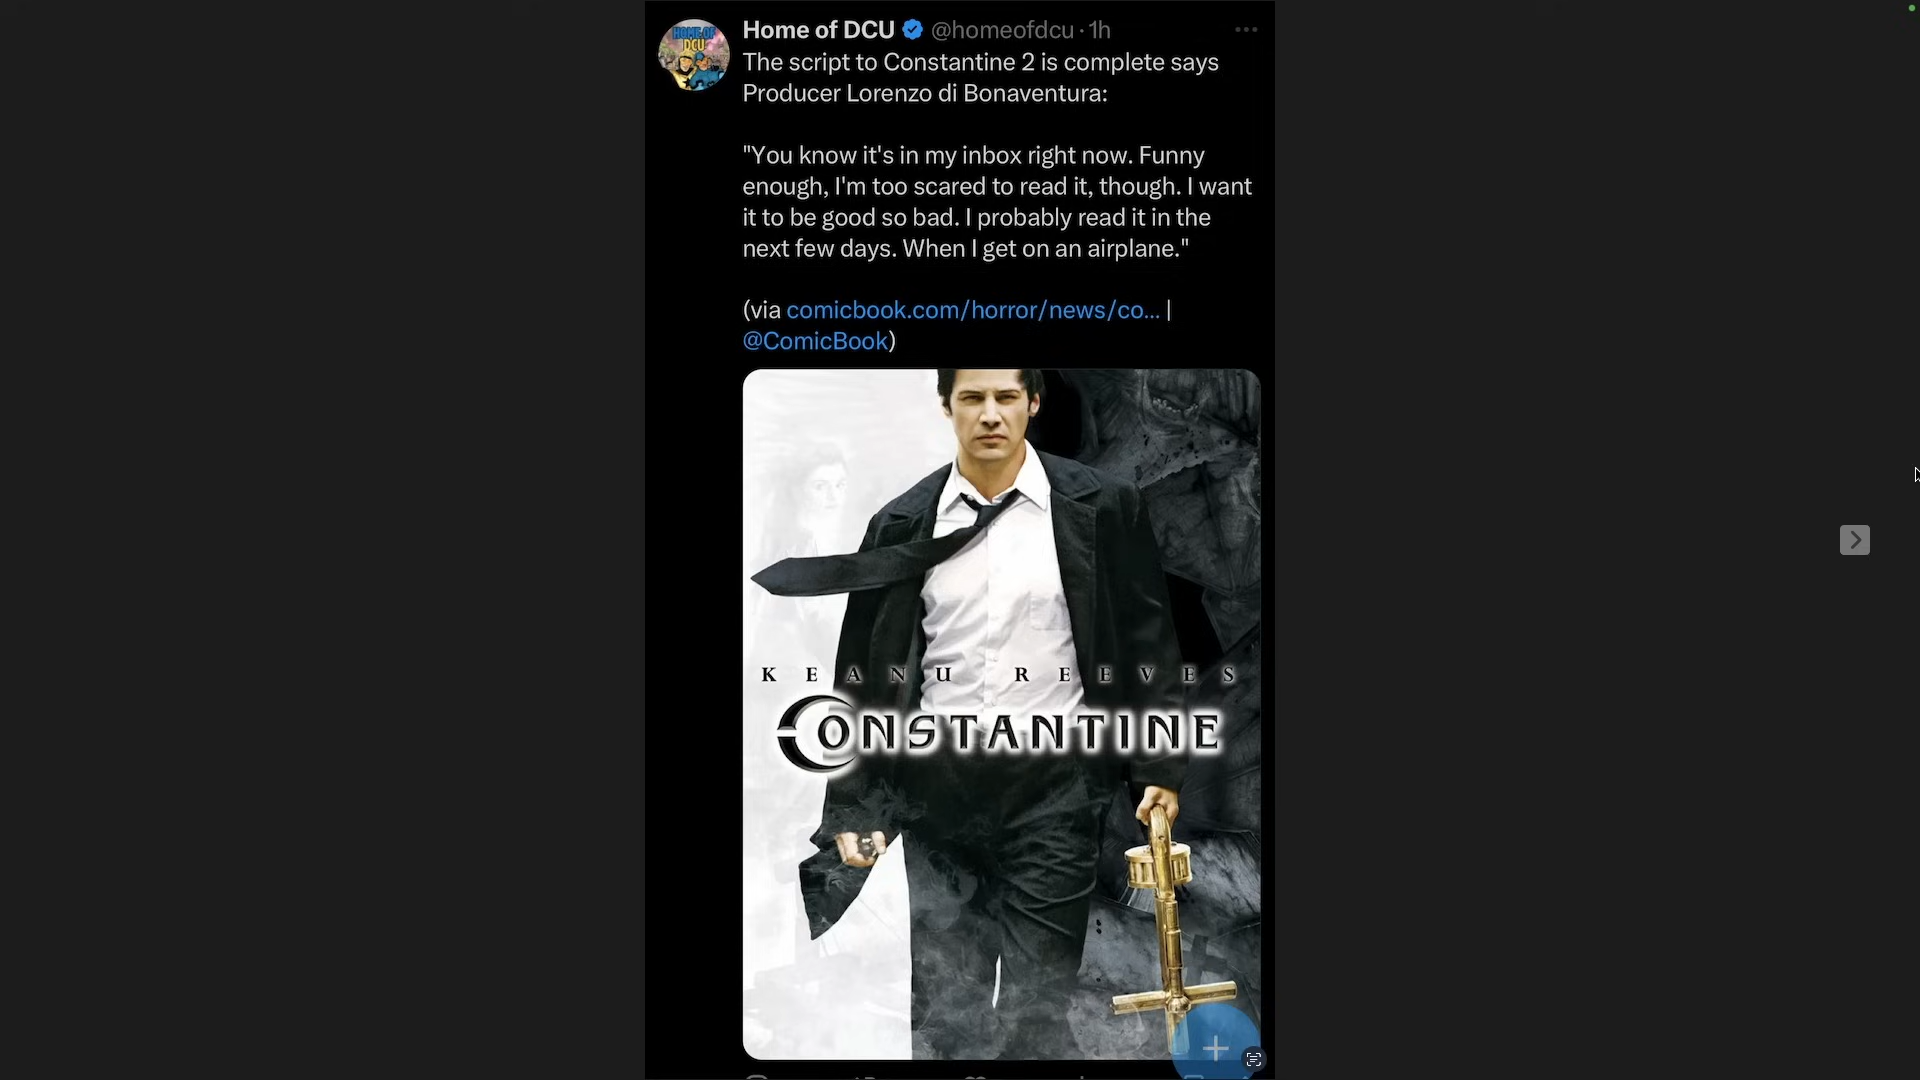 HOME OF
DCU
Home of DCU @homeofdcu · 1h
The script to Constantine 2 is complete says
Producer Lorenzo di Bonaventura:
"You know it's in my inbox right now. Funny
enough, I'm too scared to read it, though. I want
it to be good so bad. I probably read it in the
next few days. When I get on an airplane."
(via comicbook.com/horror/news/co... |
@ComicBook)
KEANU REEVES
CONSTANTINE